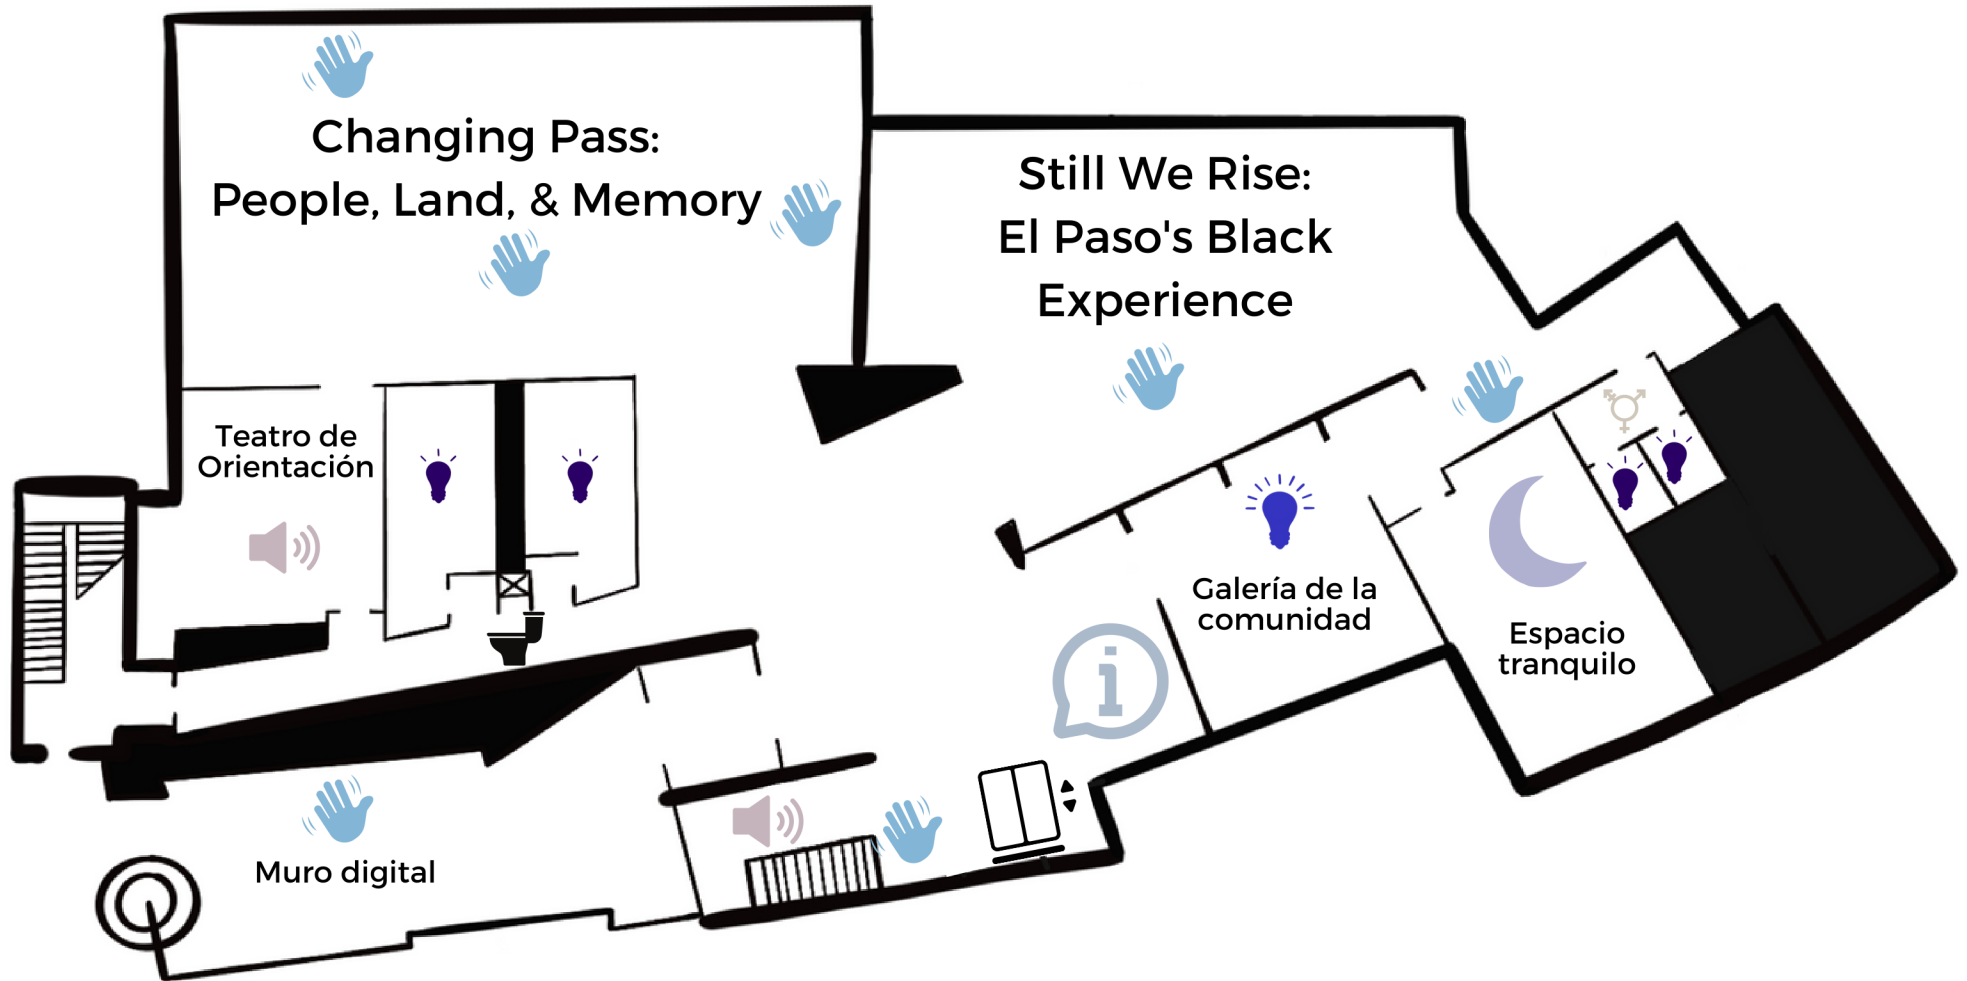 Changing Pass:
People, Land, & Memory
Still We Rise:
El Paso's Black
Experience
Teatro de
Orientación
Galería de la
comunidad
Espacio
tranquilo
Muro digital